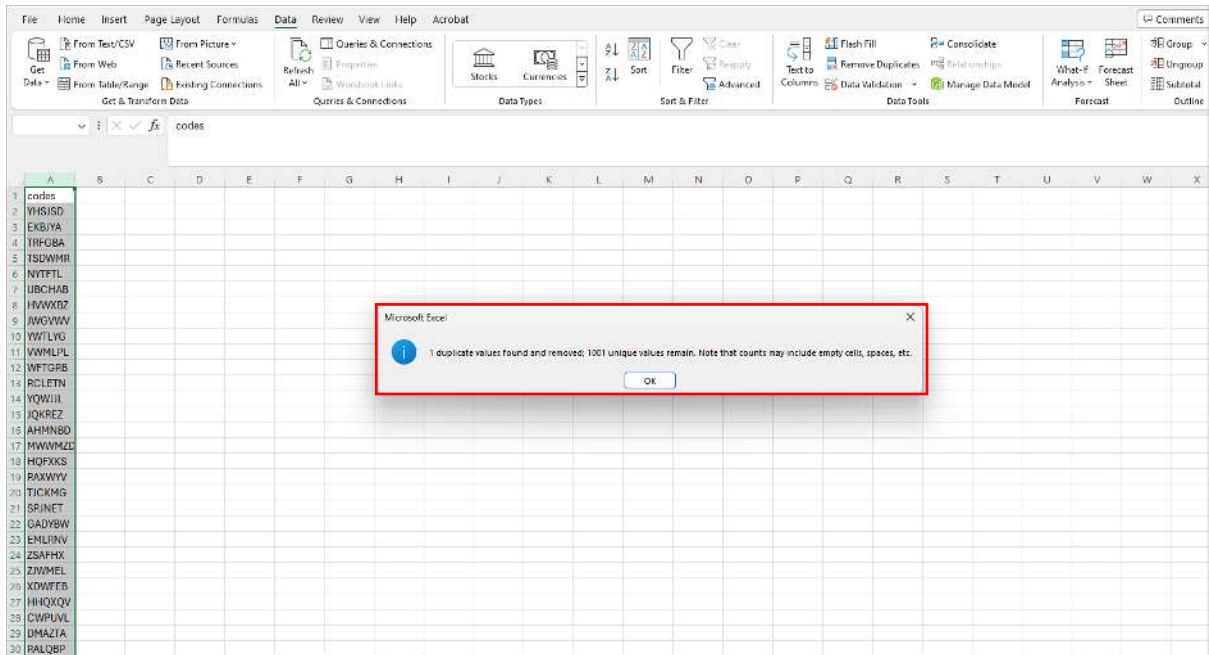 File Home Insert Page Layout Formulas Data Review View Help Acrobat
Comments
Get Data
From Text/CSV
From Web
From Table/Range
From Picture
Recent Sources
Existing Connections
Get & Transform Data
Refresh All
Queries & Connections
Properties
Workbook Links
Queries & Connections
Stocks
Currencies
Data Types
Sort
Filter
Clear
Reapply
Advanced
Sort & Filter
Text to Columns
Flash Fill
Remove Duplicates
Data Validation
Consolidate
Relationships
Manage Data Model
Data Tools
What-If Analysis
Forecast Sheet
Forecast
Group
Ungroup
Subtotal
Outline
fx codes
A B C D E F G H I J K L M N O P Q R S T U V W X
1 codes
2 YHSJSD
3 EKBJYA
4 TRFGBA
5 TSDWMR
6 NYTFTL
7 UBCHAB
8 HVWXBZ
9 JWGVWV
10 YWTLYG
11 VWMLPL
12 WFTGRB
13 RCLETN
14
15 JQKREZ
16 AHMNBD
17 MWWMZD
18 HQFXKS
19 RAXWYV
20 TJCKMG
21 SRJNET
22 GADYBW
23 EMLRNV
24 ZSAFHX
25 ZJWMEL
26 XDWFEB
27 HHQXQV
28 CWPUVL
29 DMAZTA
30 RALQBP
Microsoft Excel
1 duplicate values found and removed; 1001 unique values remain. Note that counts may include empty cells, spaces, etc.
OK